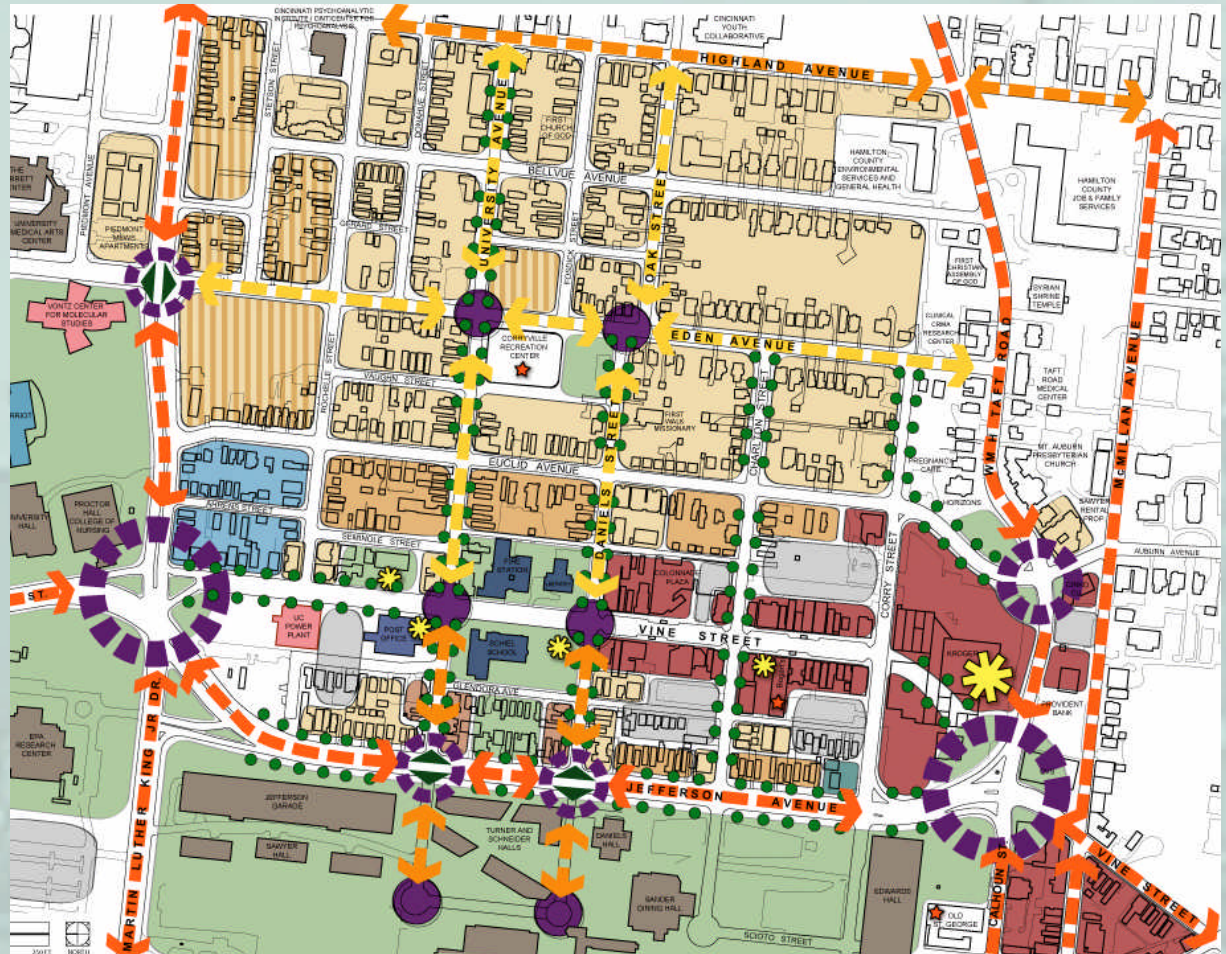 CINCINNATI PSYCHOANALYTIC
CINCINNATI
YOUTH
COLLABORATIVE
HIGHLAND AVENUE
STETSON STREET
DONAHUE STREET
UNIVERSITY AVENUE
FIRST
CHURCH
OF GOD
BELLVUE AVENUE
OAK STREET
HAMILTON
COUNTY
ENVIRONMENTAL
SERVICES AND
GENERAL HEALTH
HAMILTON
COUNTY
JOB & FAMILY
SERVICES
PIEDMONT AVENUE
UNIVERSITY
MEDICAL ARTS
CENTER
PIEDMONT
MEWS
APARTMENTS
GERARD STREET
FOSDICK STREET
FIRST
CHRISTIAN
ASSEMBLY
OF GOD
SYRIAN
SHRINE
TEMPLE
VONTZ CENTER
FOR MOLECULAR
STUDIES
CORRYVILLE
RECREATION
CENTER
EDEN AVENUE
CLINICAL
RESEARCH
CENTER
WM H TAFT ROAD
McMILLAN AVENUE
ROCHELLE STREET
VAUGHN STREET
CHARLTON STREET
TAFT
ROAD
MEDICAL
CENTER
FIRST
WALK
MISSIONARY
EUCLID AVENUE
DANIELS STREET
MT. AUBURN
PRESBYTERIAN
CHURCH
PREGNANCY
CARE
HORIZONS
SAWYER
RENTAL
PROP.
PROCTOR
HALL
COLLEGE OF
NURSING
HALL
AHRENS STREET
SEMINOLE STREET
AUBURN AVENUE
FIRE
STATION
LIBRARY
COLONNADE
PLAZA
CORRY STREET
ST.
UC
POWER
PLANT
POST
OFFICE
SCHIEL
SCHOOL
VINE STREET
KROGER
GLENDORA AVE
PROVIDENT
BANK
EPA
RESEARCH
CENTER
MARTIN LUTHER KING JR DR.
JEFFERSON AVENUE
JEFFERSON
GARAGE
SAWYER
HALL
TURNER AND
SCHNEIDER
HALLS
DANIELS
HALL
SANDER
DINING HALL
EDWARDS
HALL
SCIOTO STREET
OLD
ST. GEORGE
CALHOUN ST
VINE STREET
NORTH